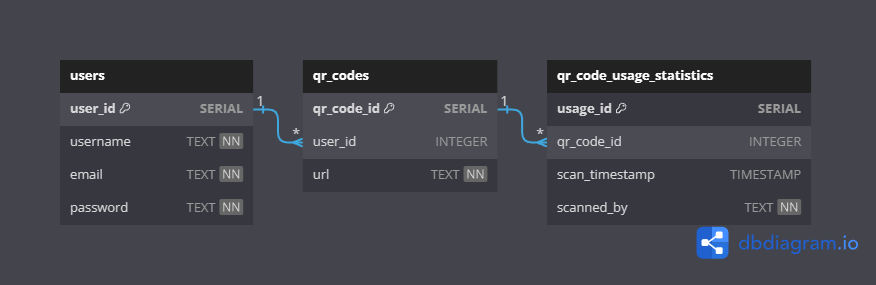 users
user_id SERIAL
username TEXT NN
email TEXT NN
password TEXT NN
1
*
qr_codes
qr_code_id SERIAL
user_id INTEGER
url TEXT NN
1
*
qr_code_usage_statistics
usage_id SERIAL
qr_code_id INTEGER
scan_timestamp TIMESTAMP
scanned_by TEXT NN
dbdiagram.io